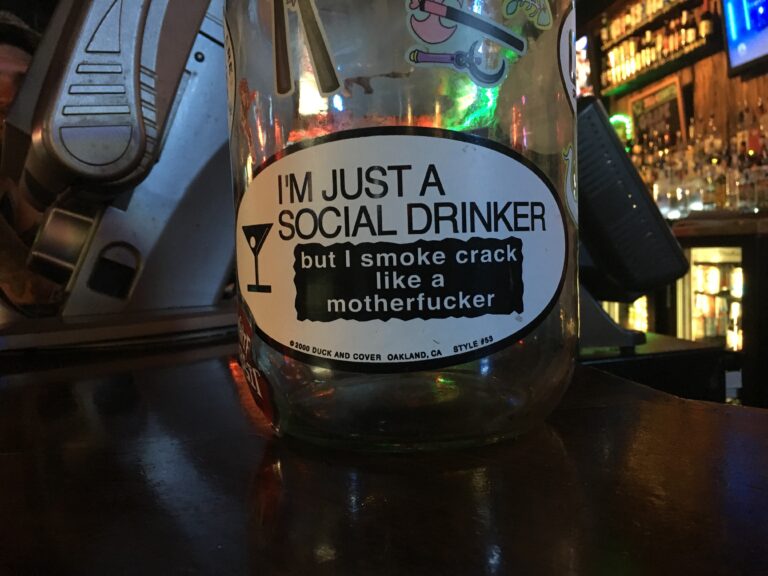 I'M JUST A
SOCIAL DRINKER
but I smoke crack
like a
motherfucker
© 2000 DUCK AND COVER OAKLAND, CA STYLE #53